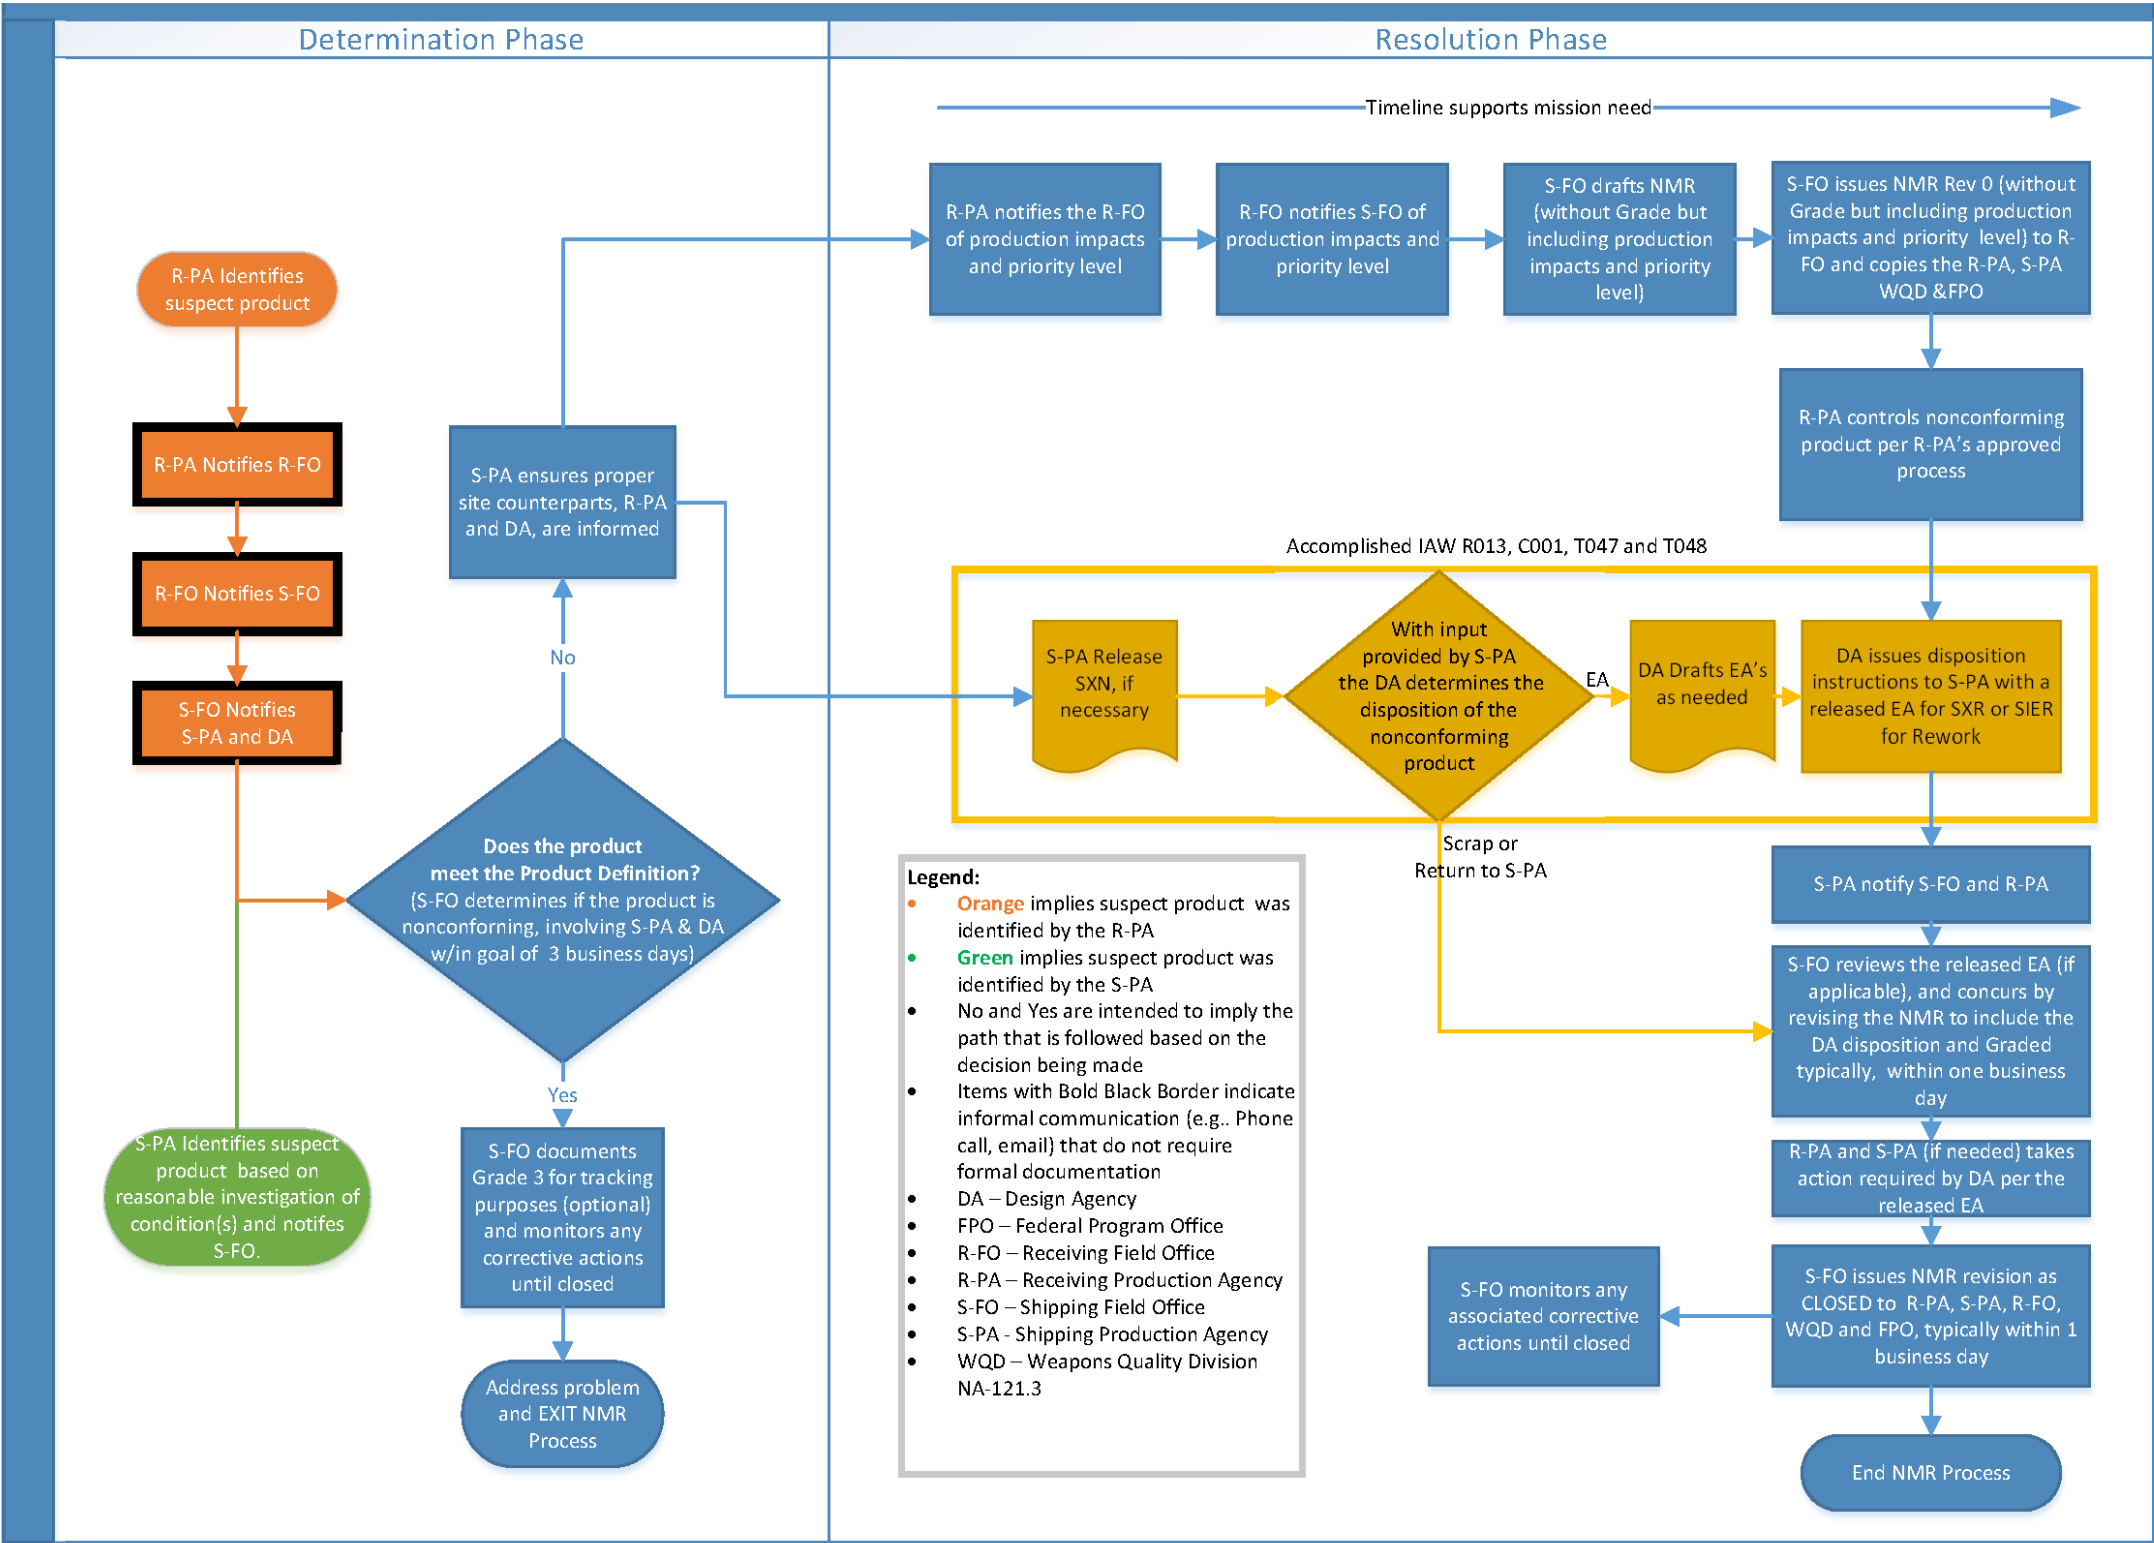 Determination Phase
Resolution Phase
Timeline supports mission need
R-PA Identifies
suspect product
R-PA Notifies R-FO
R-FO Notifies S-FO
S-FO Notifies
S-PA and DA
S-PA Identifies suspect
product based on
reasonable investigation of
condition(s) and notifes
S-FO.
S-PA ensures proper
site counterparts, R-PA
and DA, are informed
No
Does the product
meet the Product Definition?
(S-FO determines if the product is
nonconforning, involving S-PA & DA
w/in goal of 3 business days)
Yes
S-FO documents
Grade 3 for tracking
purposes (optional)
and monitors any
corrective actions
until closed
Address problem
and EXIT NMR
Process
R-PA notifies the R-FO
of production impacts
and priority level
R-FO notifies S-FO of
production impacts and
priority level
S-FO drafts NMR
(without Grade but
including production
impacts and priority
level)
S-FO issues NMR Rev 0 (without
Grade but including production
impacts and priority level) to R-
FO and copies the R-PA, S-PA
WQD &FPO
R-PA controls nonconforming
product per R-PA's approved
process
Accomplished IAW R013, C001, T047 and T048
S-PA Release
SXN, if
necessary
With input
provided by S-PA
the DA determines the
disposition of the
nonconforming
product
EA
DA Drafts EA's
as needed
DA issues disposition
instructions to S-PA with a
released EA for SXR or SIER
for Rework
Scrap or
Return to S-PA
S-PA notify S-FO and R-PA
S-FO reviews the released EA (if
applicable), and concurs by
revising the NMR to include the
DA disposition and Graded
typically, within one business
day
R-PA and S-PA (if needed) takes
action required by DA per the
released EA
S-FO issues NMR revision as
CLOSED to R-PA, S-PA, R-FO,
WQD and FPO, typically within 1
business day
S-FO monitors any
associated corrective
actions until closed
End NMR Process
Legend:
• Orange implies suspect product was
identified by the R-PA
• Green implies suspect product was
identified by the S-PA
• No and Yes are intended to imply the
path that is followed based on the
decision being made
• Items with Bold Black Border indicate
informal communication (e.g.. Phone
call, email) that do not require
formal documentation
• DA – Design Agency
• FPO – Federal Program Office
• R-FO – Receiving Field Office
• R-PA – Receiving Production Agency
• S-FO – Shipping Field Office
• S-PA - Shipping Production Agency
• WQD – Weapons Quality Division
NA-121.3